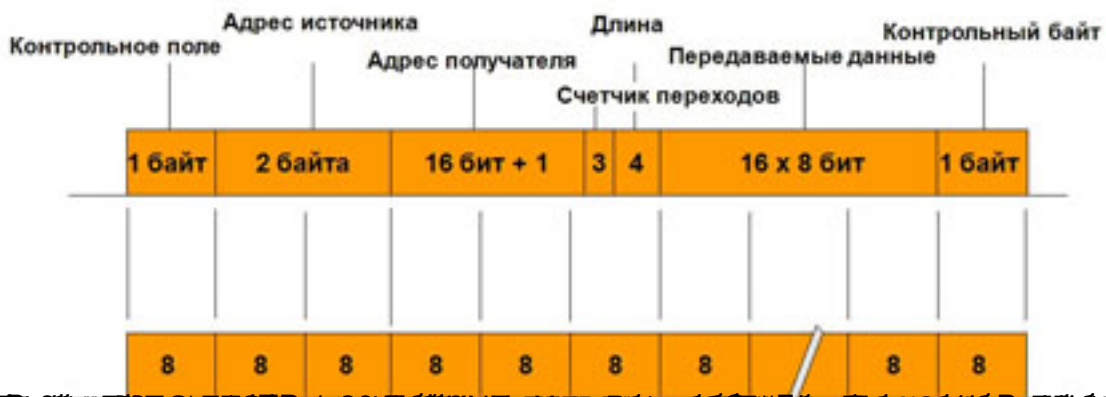 Адрес источника
Длина
Контрольный байт
Контрольное поле
Адрес получателя
Передаваемые данные
Счетчик переходов
1 байт 2 байта 16 бит + 1 3 4 16 x 8 бит 1 байт
8 8 8 8 8 8 8 8 8